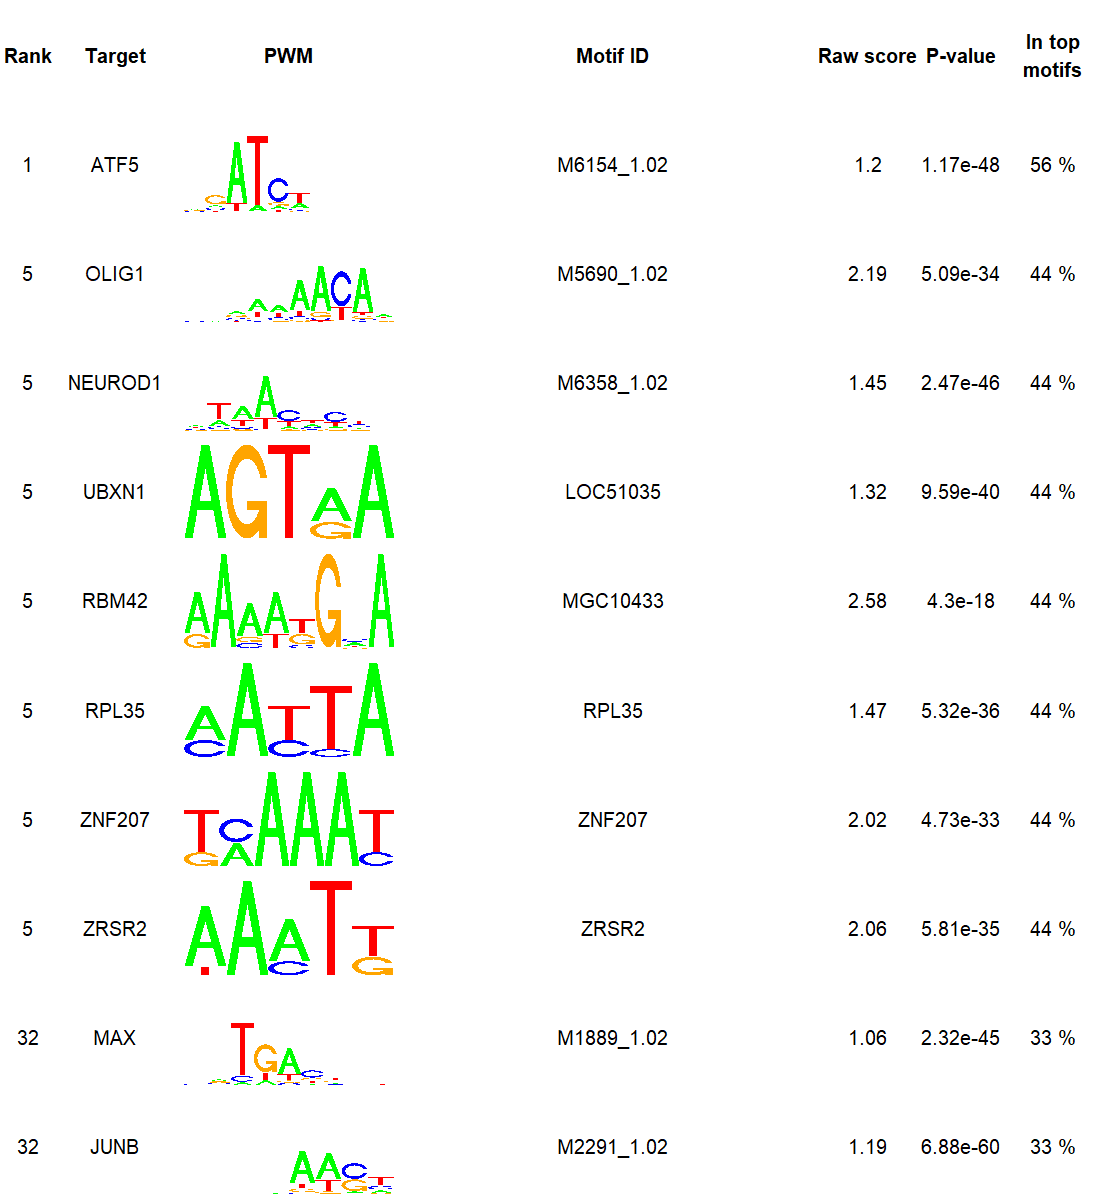 Rank Target PWM Motif ID Raw score P-value In top motifs
1 ATF5 M6154_1.02 1.2 1.17e-48 56 %
5 OLIG1 M5690_1.02 2.19 5.09e-34 44 %
5 NEUROD1 M6358_1.02 1.45 2.47e-46 44 %
5 UBXN1 AGTAGA LOC51035 1.32 9.59e-40 44 %
5 RBM42 MGC10433 2.58 4.3e-18 44 %
5 RPL35 RPL35 1.47 5.32e-36 44 %
5 ZNF207 ZNF207 2.02 4.73e-33 44 %
5 ZRSR2 ZRSR2 2.06 5.81e-35 44 %
32 MAX M1889_1.02 1.06 2.32e-45 33 %
32 JUNB M2291_1.02 1.19 6.88e-60 33 %